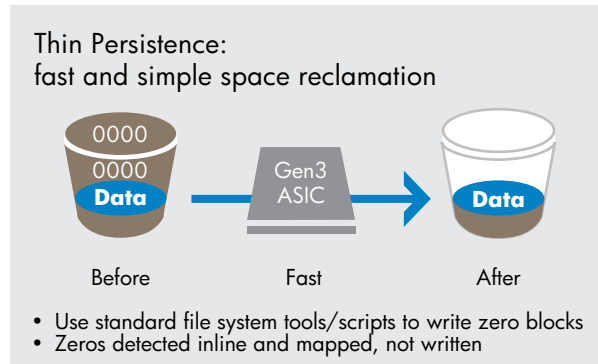 Thin Persistence:
fast and simple space reclamation
0000
0000
Data
Gen3
ASIC
Data
Before
Fast
After
• Use standard file system tools/scripts to write zero blocks
• Zeros detected inline and mapped, not written